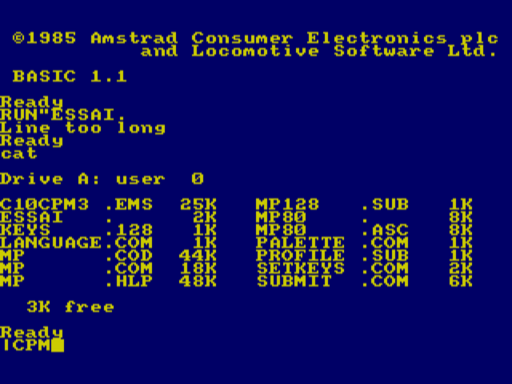 ©1985 Amstrad Consumer Electronics plc
and Locomotive Software Ltd.
BASIC 1.1
Ready
RUN"ESSAI.
Line too long
Ready
cat
Drive A: user 0
C10CPM3 .EMS 25K MP128 .SUB 1K
ESSAI . 2K MP80 . 8K
KEYS .128 1K MP80 .ASC 8K
LANGUAGE.COM 1K PALETTE .COM 1K
MP .COD 44K PROFILE .SUB 1K
MP .COM 18K SETKEYS .COM 2K
MP .HLP 48K SUBMIT .COM 6K
3K free
Ready
|CPM